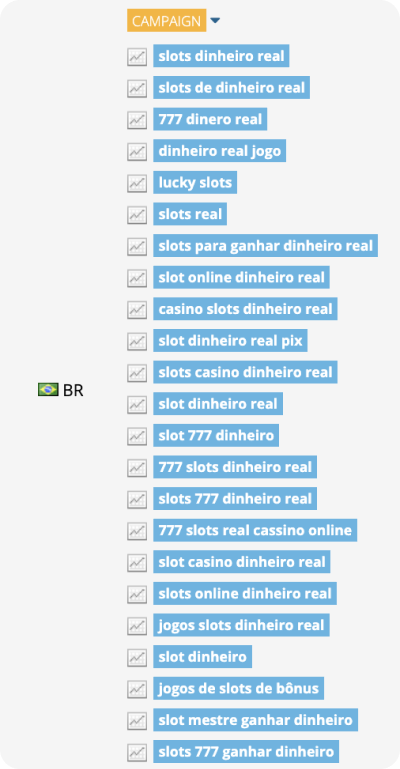 CAMPAIGN
slots dinheiro real
slots de dinheiro real
777 dinero real
dinheiro real jogo
lucky slots
slots real
slots para ganhar dinheiro real
slot online dinheiro real
casino slots dinheiro real
slot dinheiro real pix
slots casino dinheiro real
BR
slot dinheiro real
slot 777 dinheiro
777 slots dinheiro real
slots 777 dinheiro real
777 slots real cassino online
slot casino dinheiro real
slots online dinheiro real
jogos slots dinheiro real
slot dinheiro
jogos de slots de bônus
slot mestre ganhar dinheiro
slots 777 ganhar dinheiro